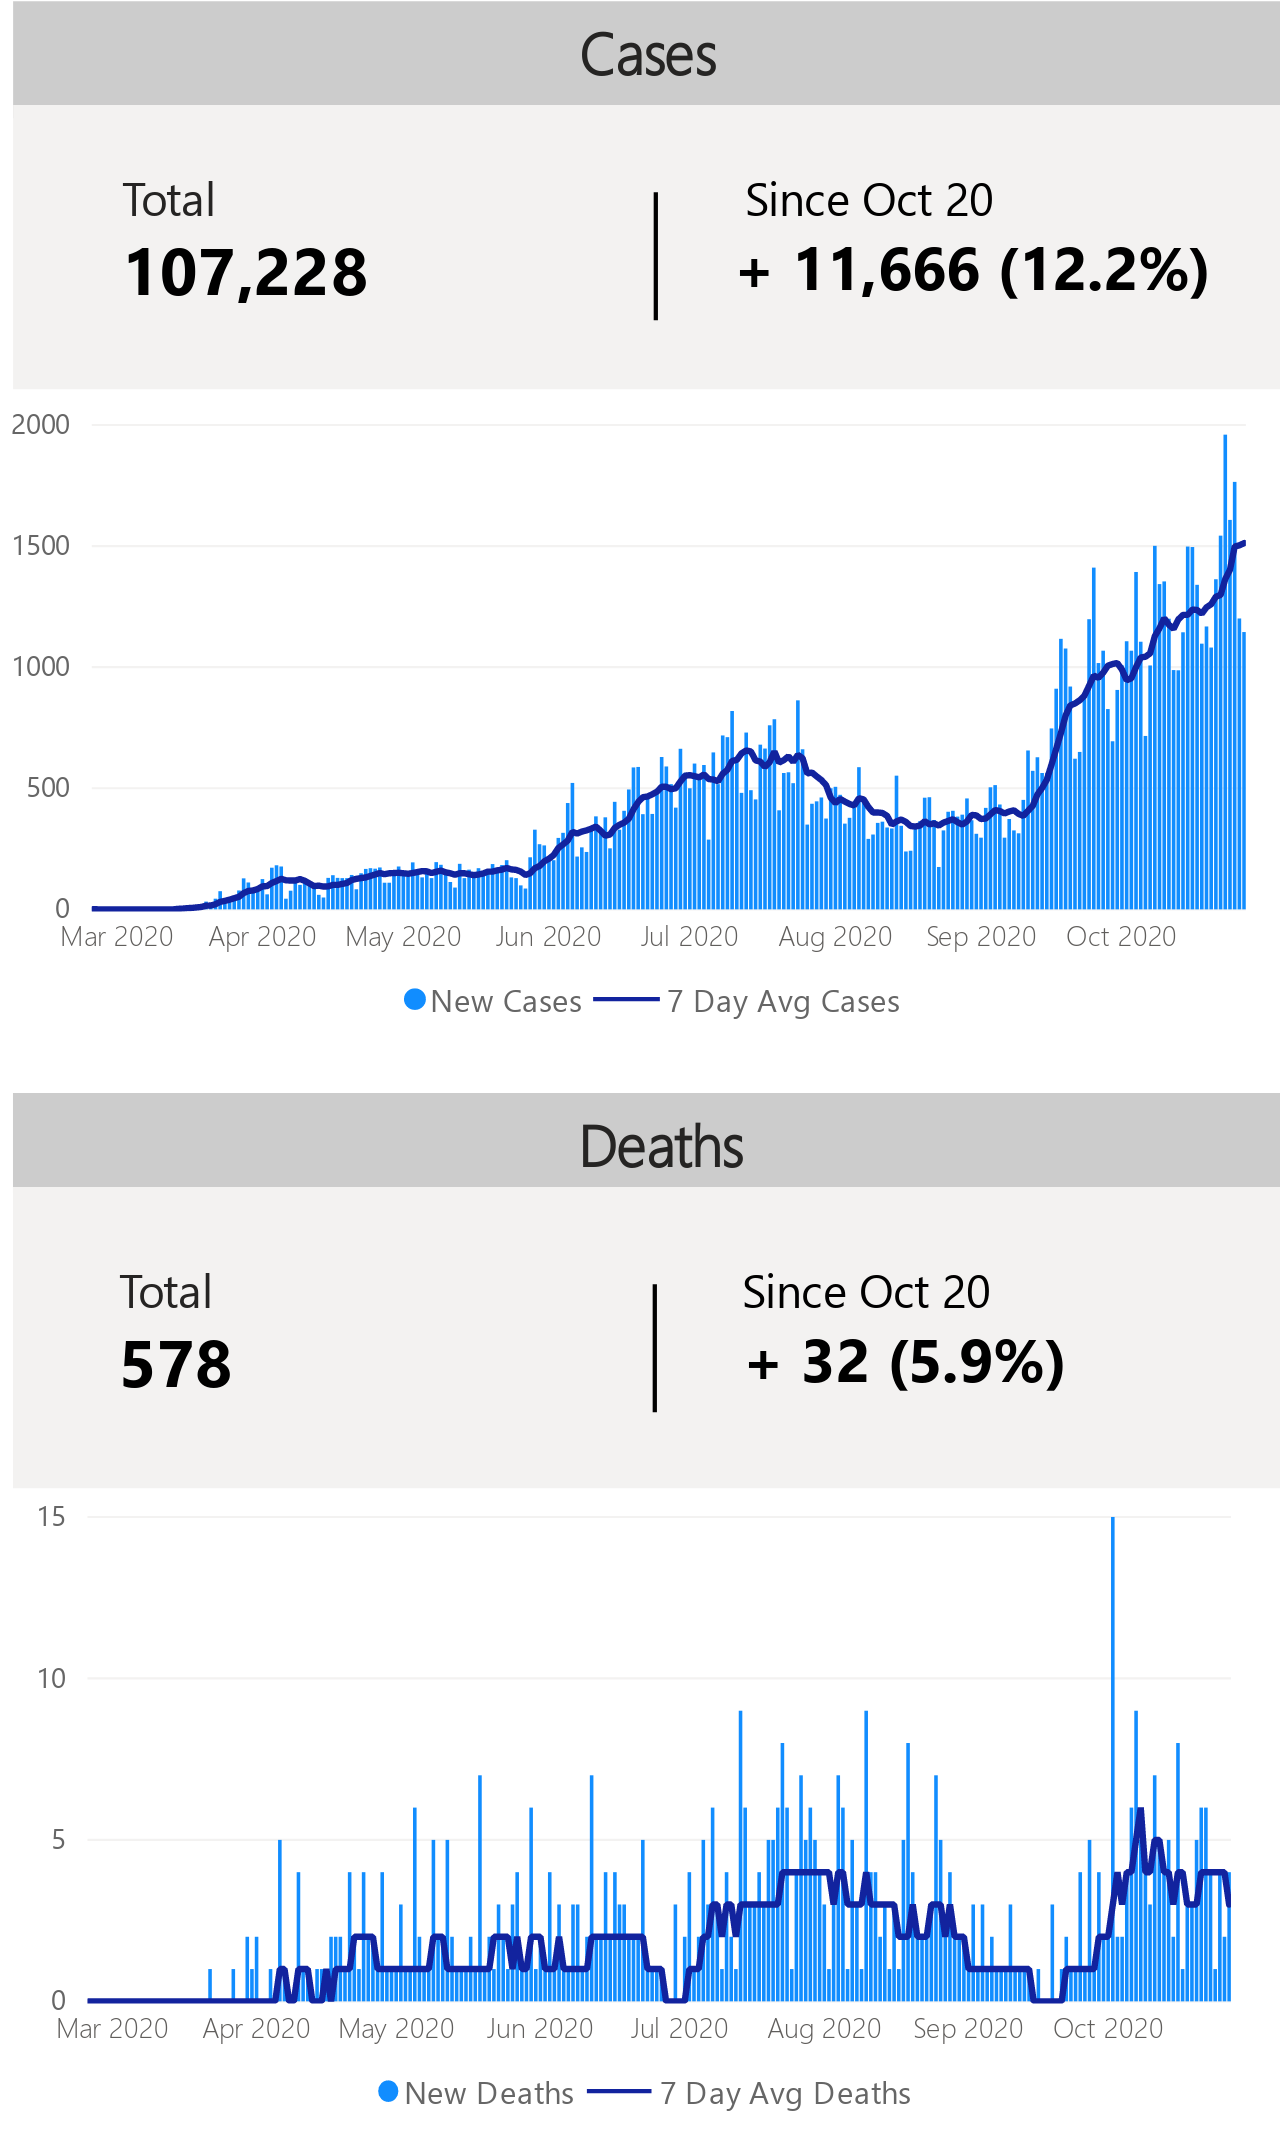 Cases
Total
Since Oct 20
107,228
+ 11,666 (12.2%)
2000
1500
1000
500
0
Mar 2020 Apr 2020 May 2020 Jun 2020 Jul 2020 Aug 2020 Sep 2020 Oct 2020
New Cases 7 Day Avg Cases
Deaths
Total
Since Oct 20
578
+ 32 (5.9%)
15
10
5
0
Mar 2020 Apr 2020 May 2020 Jun 2020 Jul 2020 Aug 2020 Sep 2020 Oct 2020
New Deaths 7 Day Avg Deaths